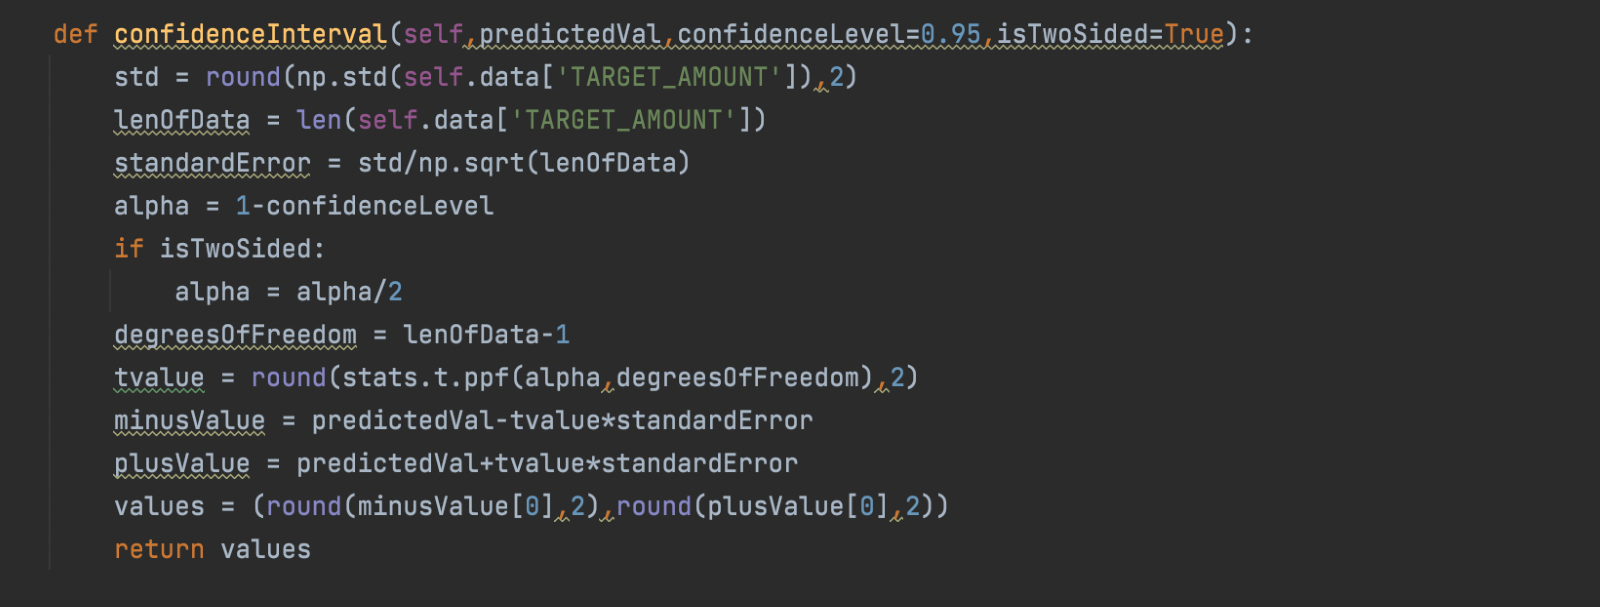 def confidenceInterval(self,predictedVal,confidenceLevel=0.95,isTwoSided=True):
    std = round(np.std(self.data['TARGET_AMOUNT']),2)
    lenOfData = len(self.data['TARGET_AMOUNT'])
    standardError = std/np.sqrt(lenOfData)
    alpha = 1-confidenceLevel
    if isTwoSided:
        alpha = alpha/2
    degreesOfFreedom = lenOfData-1
    tvalue = round(stats.t.ppf(alpha,degreesOfFreedom),2)
    minusValue = predictedVal-tvalue*standardError
    plusValue = predictedVal+tvalue*standardError
    values = (round(minusValue[0],2),round(plusValue[0],2))
    return values